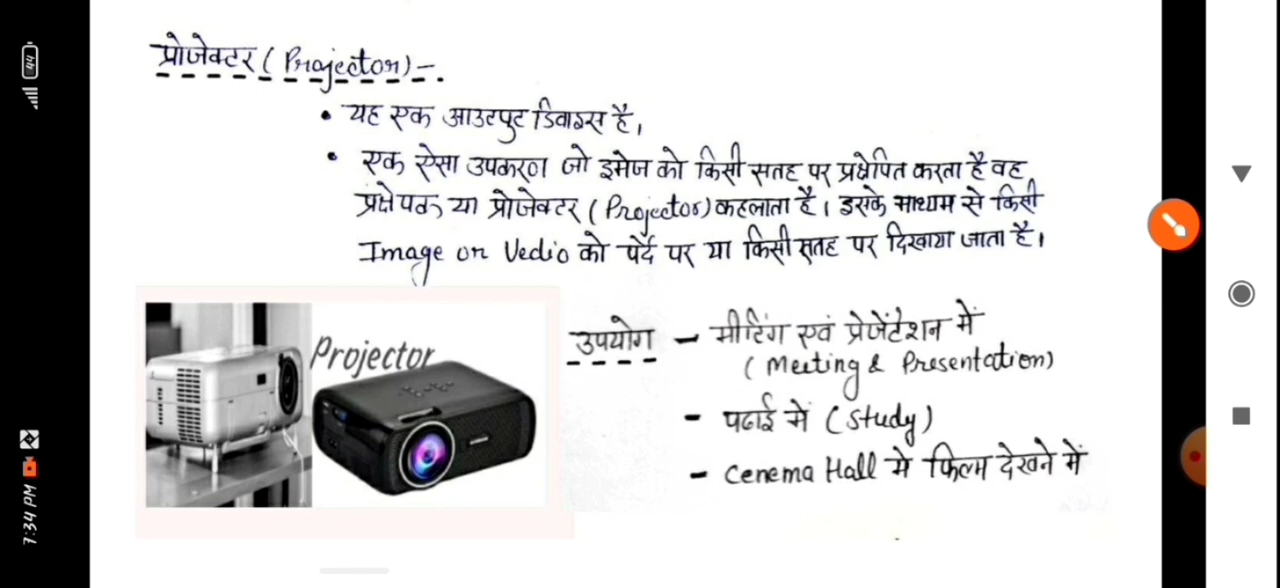 प्रोजेक्टर ( Projector) -.
• यह एक आउटपुट डिवाइस है।
• एक ऐसा उपकरण जो इमेज को किसी सतह पर प्रक्षेपित करता है वह
प्रक्षेपक या प्रोजेक्टर ( Projector) कहलाता है। इसके माध्यम से किसी
Image or Vedio को पर्दे पर या किसी सतह पर दिखाया जाता है।
Projector
उपयोग - मीटिंग एवं प्रेजेंटेशन में
( Meeting & Presentation)
- पढाई में ( Study)
- Cenema Hall में फिल्म देखने में
44
7:34 PM